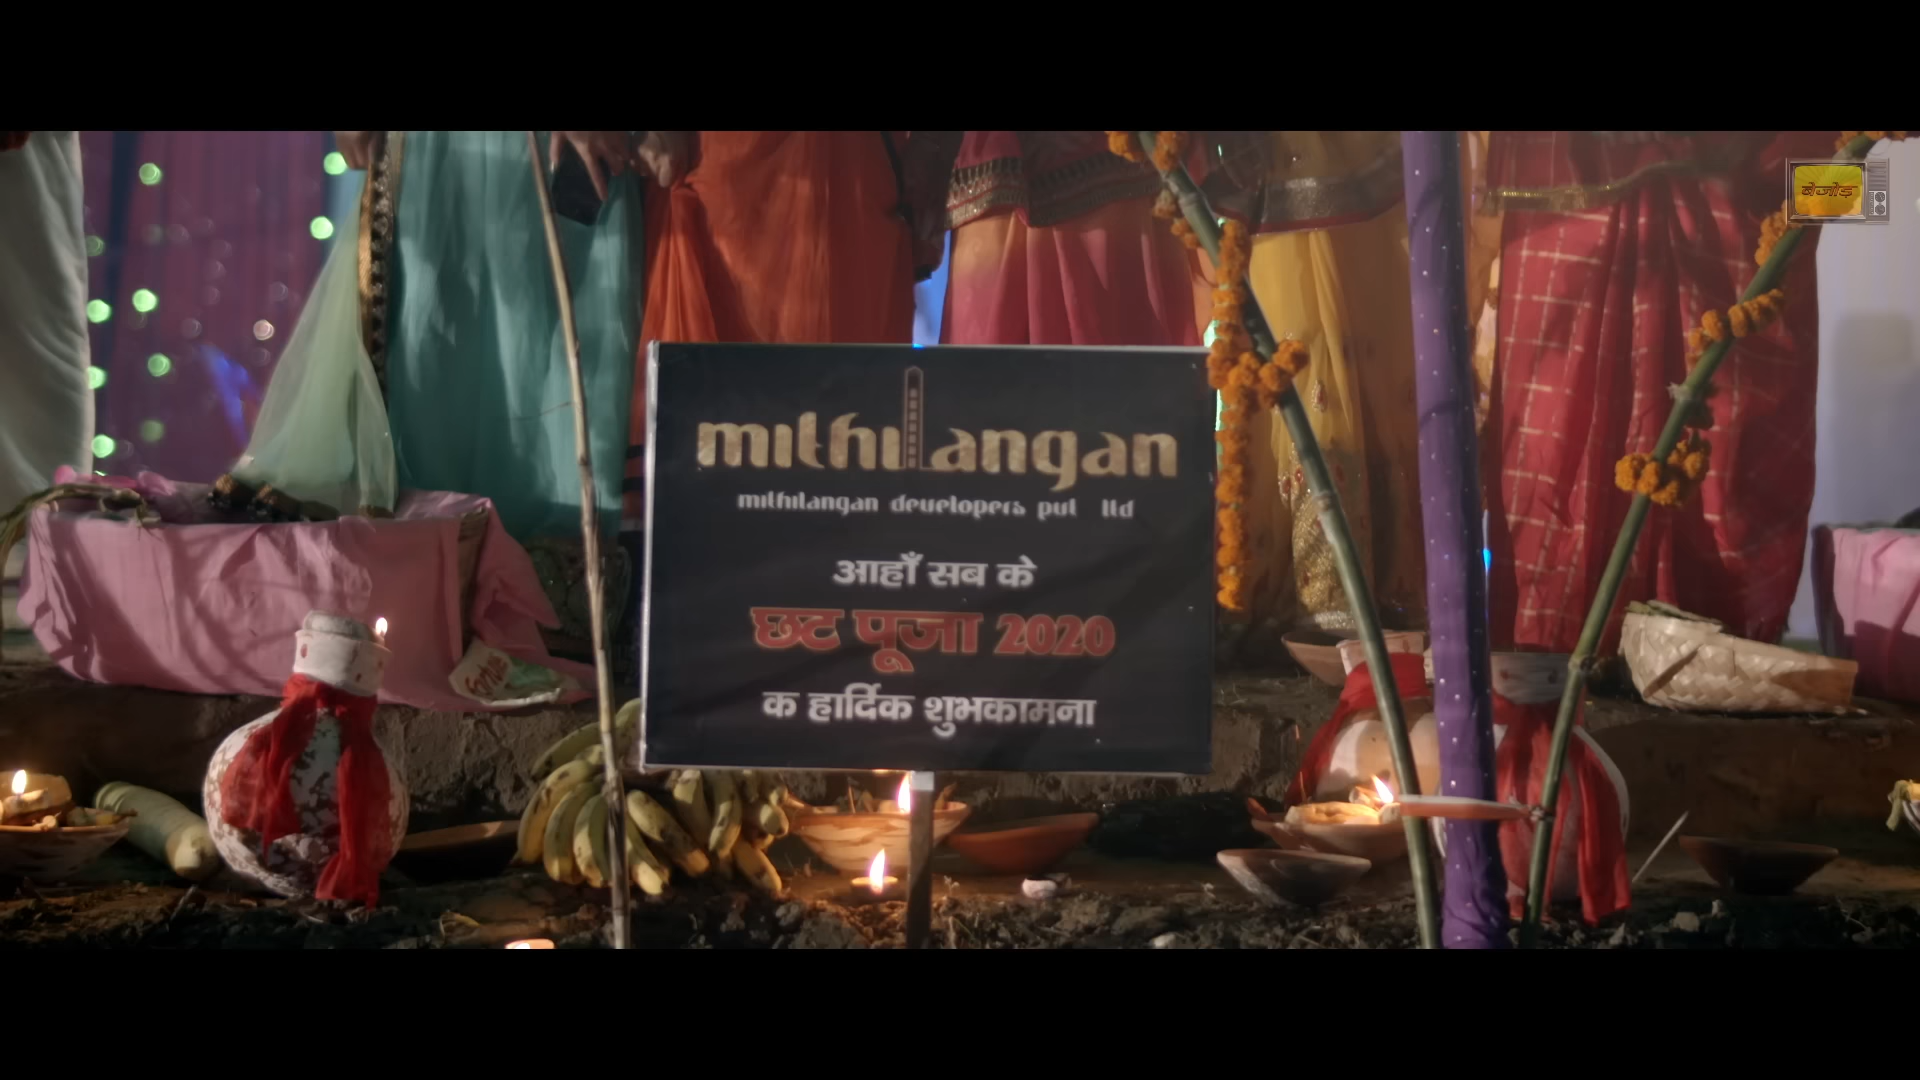 बेजोड़
mithilangan
mithilangan developers pvt ltd
आहाँ सब के
छठ पूजा 2020
क हार्दिक शुभकामना